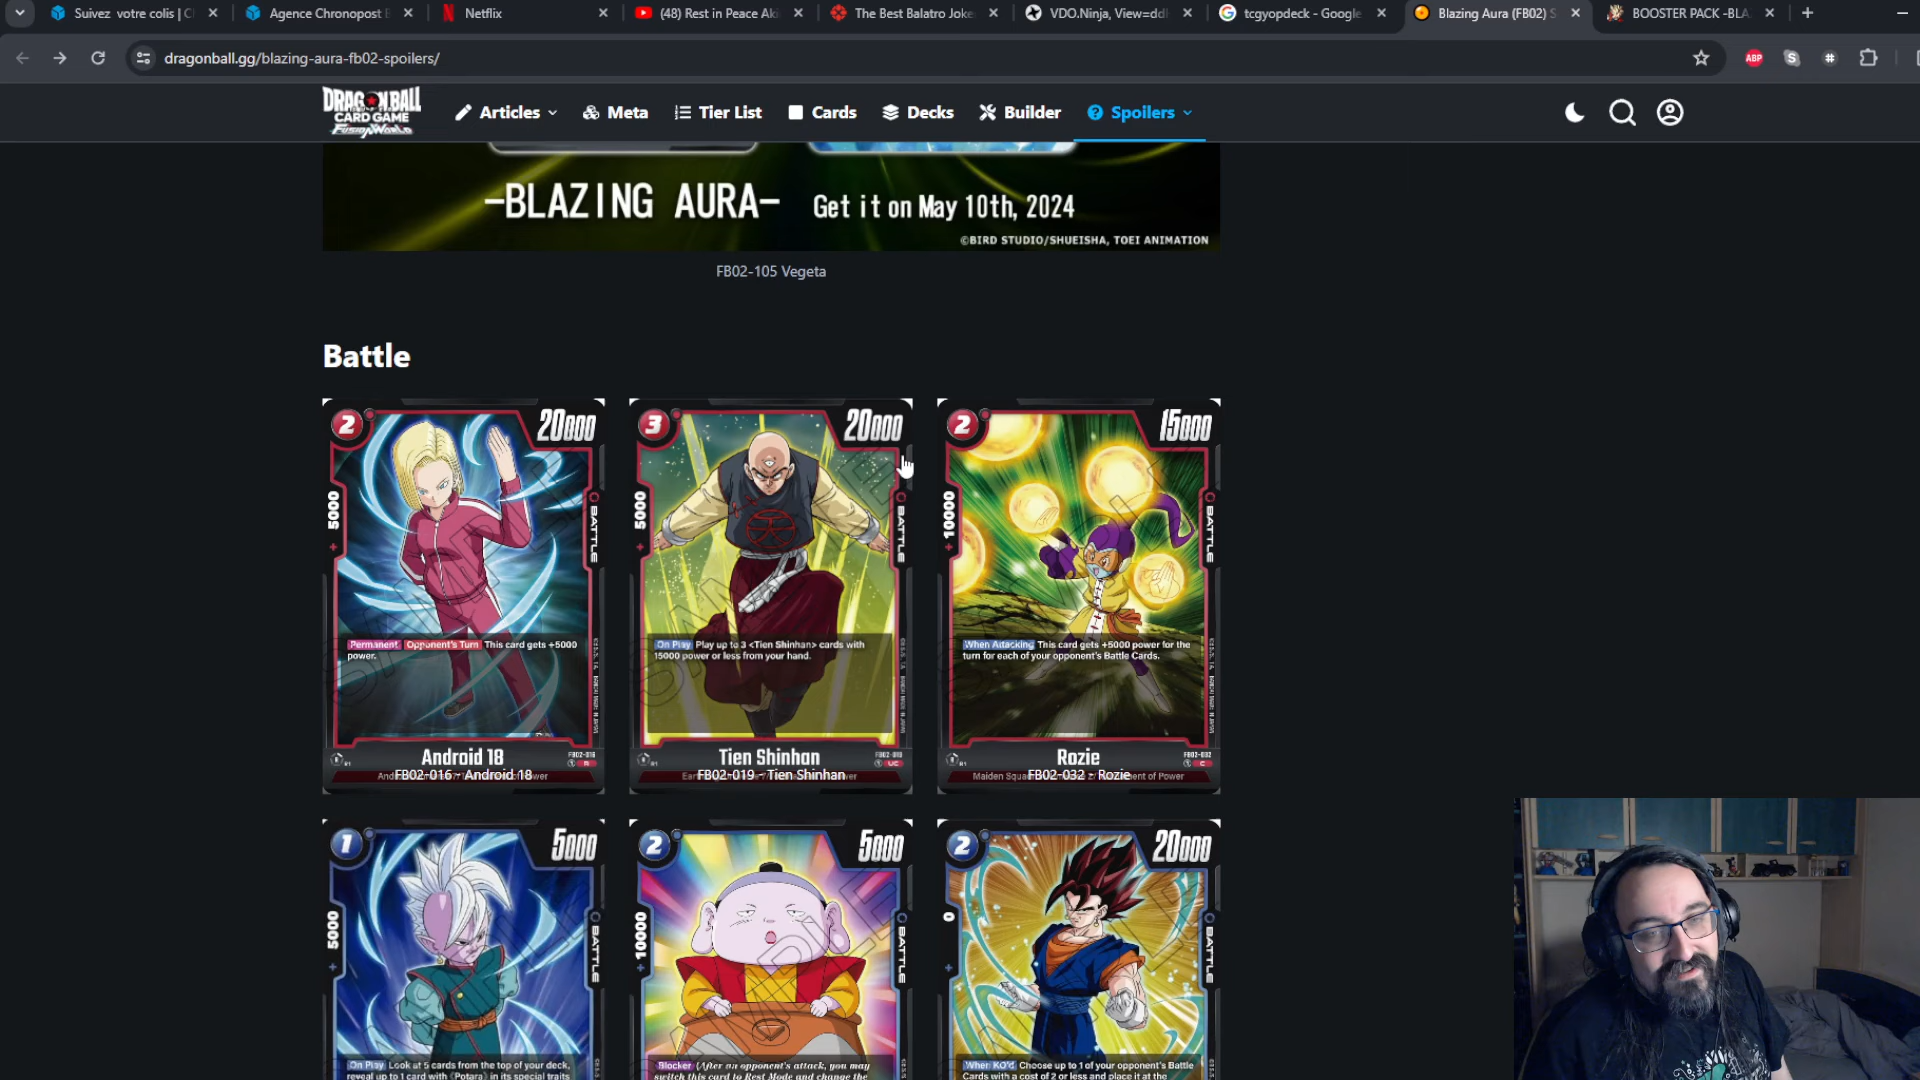 Suivez votre colis | C
Agence Chronopost
Netflix
(48) Rest in Peace Aki
The Best Balatro Joke
VDO.Ninja, View=ddl
tcgyopdeck - Google
Blazing Aura (FB02) S
BOOSTER PACK -BLA
dragonball.gg/blazing-aura-fb02-spoilers/
ABP
DRAGON BALL
CARD GAME
FUSION WORLD
Articles
Meta
Tier List
Cards
Decks
Builder
Spoilers
-BLAZING AURA- Get it on May 10th, 2024
©BIRD STUDIO/SHUEISHA, TOEI ANIMATION
FB02-105 Vegeta
Battle
2 20000
+ 5000
BATTLE
Permanent Opponent's Turn This card gets +5000
power.
Android 18
FB02-016
FB02-016 - Android 18
3 20000
+ 5000
BATTLE
On Play Play up to 3 <Tien Shinhan> cards with
15000 power or less from your hand.
Tien Shinhan
FB02-019
UC
FB02-019 - Tien Shinhan
2 15000
+ 10000
BATTLE
When Attacking This card gets +5000 power for the
turn for each of your opponent's Battle Cards.
Rozie
FB02-032
C
FB02-032 - Rozie
1 5000
+ 5000
BATTLE
On Play Look at 5 cards from the top of your deck,
reveal up to 1 card with «Potara» in its special traits
2 5000
+ 10000
BATTLE
Blocker (After an opponent's attack, you may
switch this card to Rest Mode and change the
2 20000
+ 0
BATTLE
When KO'd Choose up to 1 of your opponent's Battle
Cards with a cost of 2 or less and place it at the